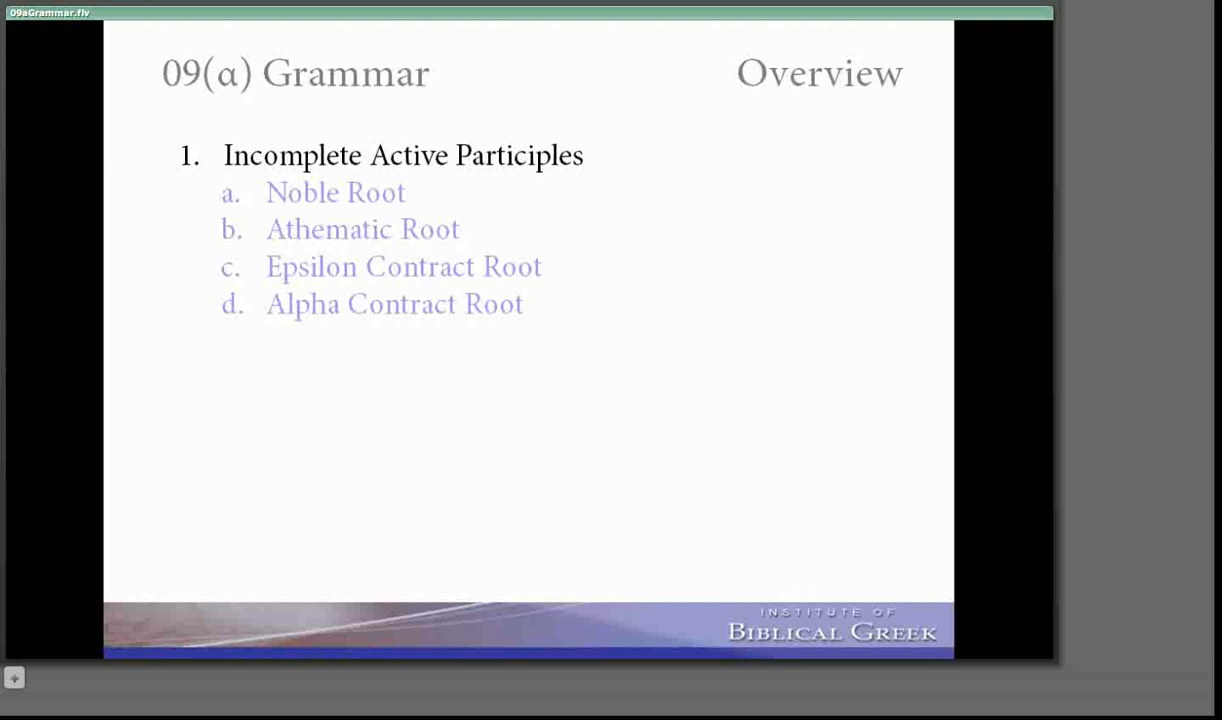 09aGrammar.flv
09(α) Grammar Overview
1. Incomplete Active Participles
a. Noble Root
b. Athematic Root
c. Epsilon Contract Root
d. Alpha Contract Root
INSTITUTE OF
BIBLICAL GREEK
+